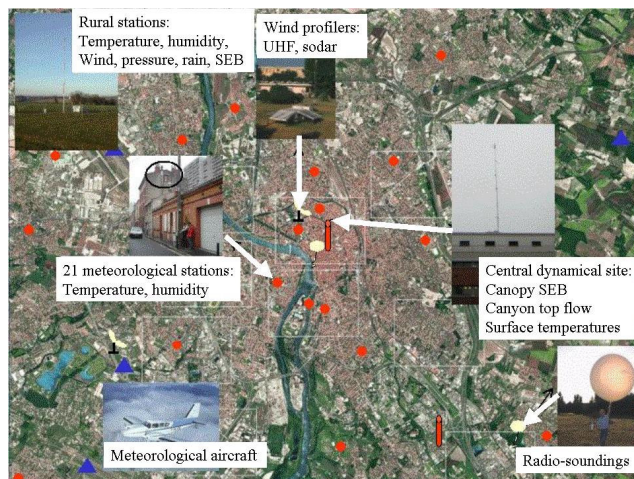 Rural stations:
Temperature, humidity,
Wind, pressure, rain, SEB
Wind profilers:
UHF, sodar
21 meteorological stations:
Temperature, humidity
Central dynamical site:
Canopy SEB
Canyon top flow
Surface temperatures
Meteorological aircraft
Radio-soundings